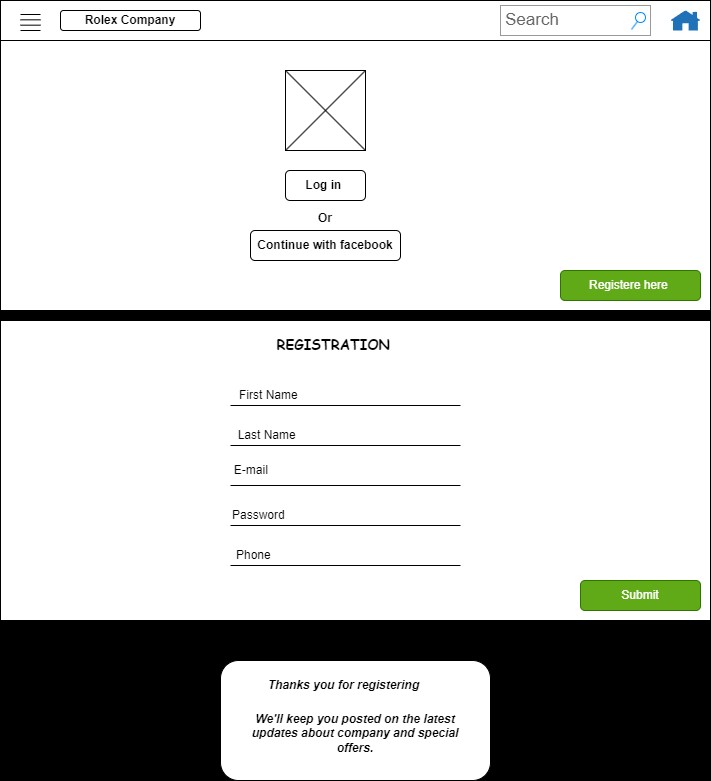 Rolex Company
Search
Log in
Or
Continue with facebook
Registere here
REGISTRATION
First Name
Last Name
E-mail
Password
Phone
Submit
Thanks you for registering
We'll keep you posted on the latest
updates about company and special
offers.